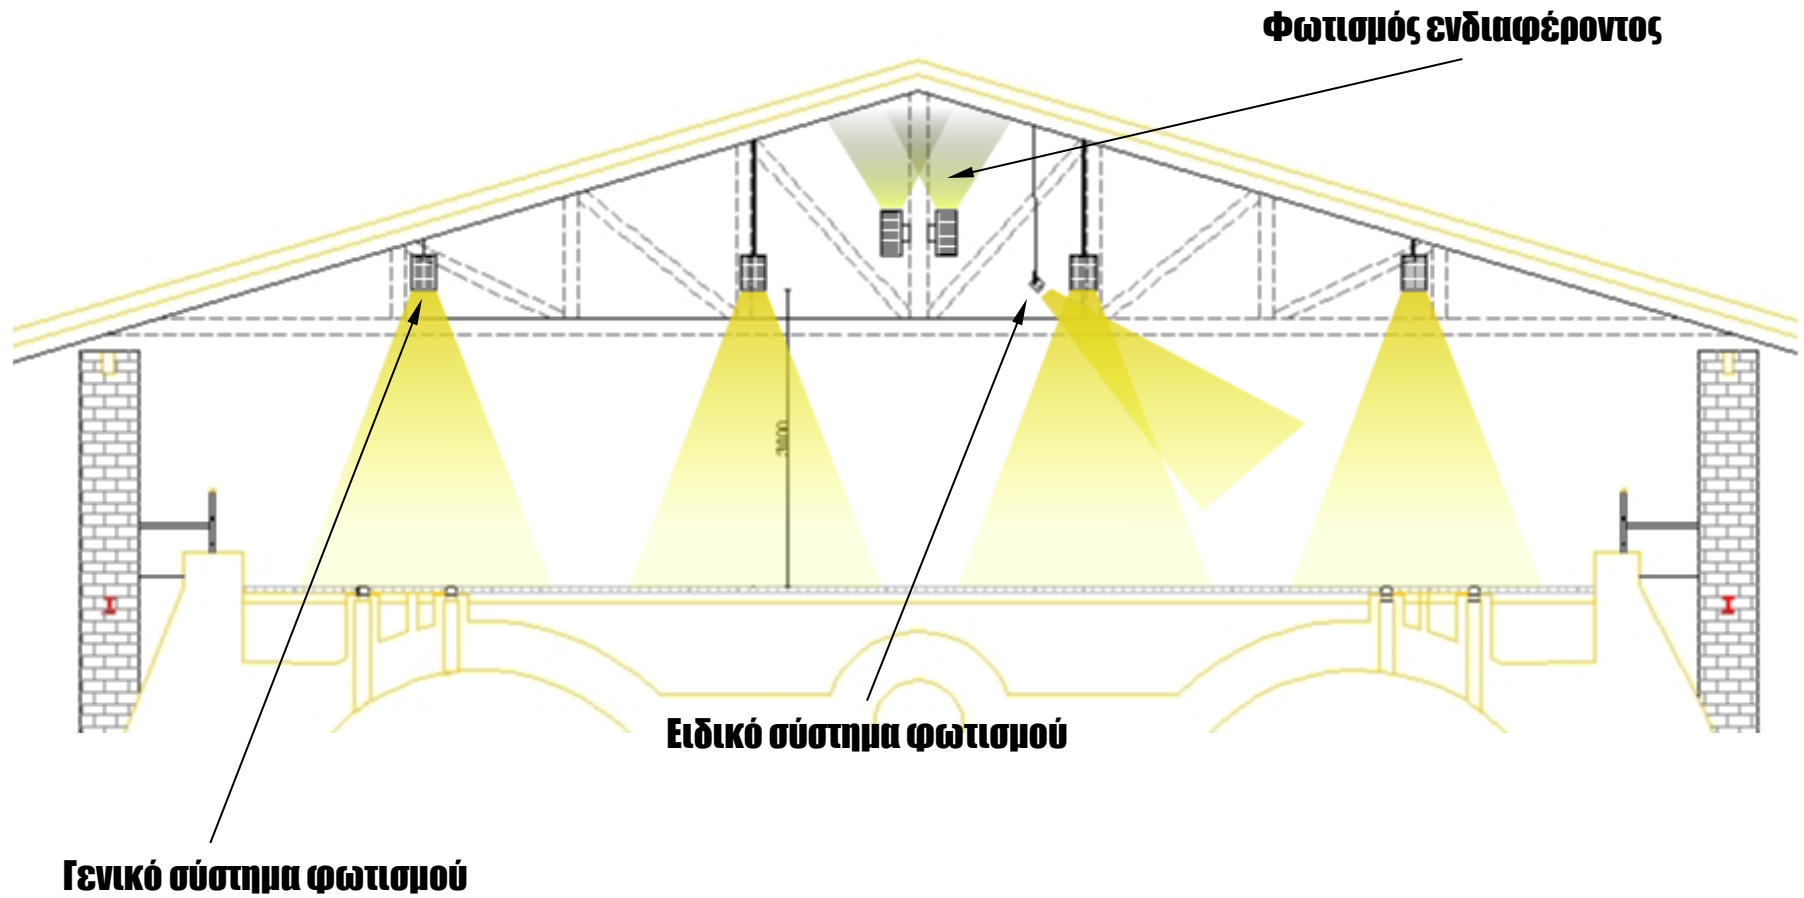 Φωτισμός ενδιαφέροντος
Ειδικό σύστημα φωτισμού
Γενικό σύστημα φωτισμού